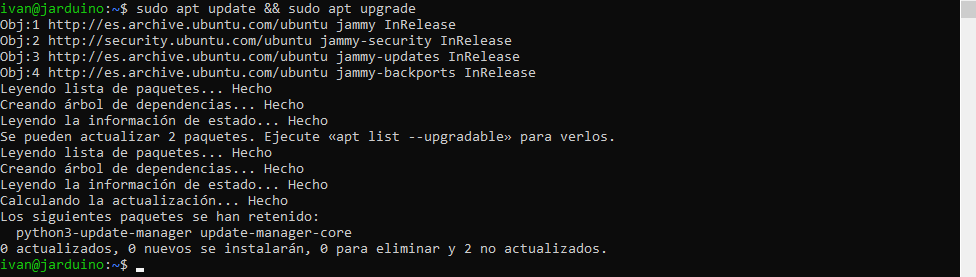 ivan@jarduino:~$ sudo apt update && sudo apt upgrade
Obj:1 http://es.archive.ubuntu.com/ubuntu jammy InRelease
Obj:2 http://security.ubuntu.com/ubuntu jammy-security InRelease
Obj:3 http://es.archive.ubuntu.com/ubuntu jammy-updates InRelease
Obj:4 http://es.archive.ubuntu.com/ubuntu jammy-backports InRelease
Leyendo lista de paquetes... Hecho
Creando árbol de dependencias... Hecho
Leyendo la información de estado... Hecho
Se pueden actualizar 2 paquetes. Ejecute «apt list --upgradable» para verlos.
Leyendo lista de paquetes... Hecho
Creando árbol de dependencias... Hecho
Leyendo la información de estado... Hecho
Calculando la actualización... Hecho
Los siguientes paquetes se han retenido:
  python3-update-manager update-manager-core
0 actualizados, 0 nuevos se instalarán, 0 para eliminar y 2 no actualizados.
ivan@jarduino:~$